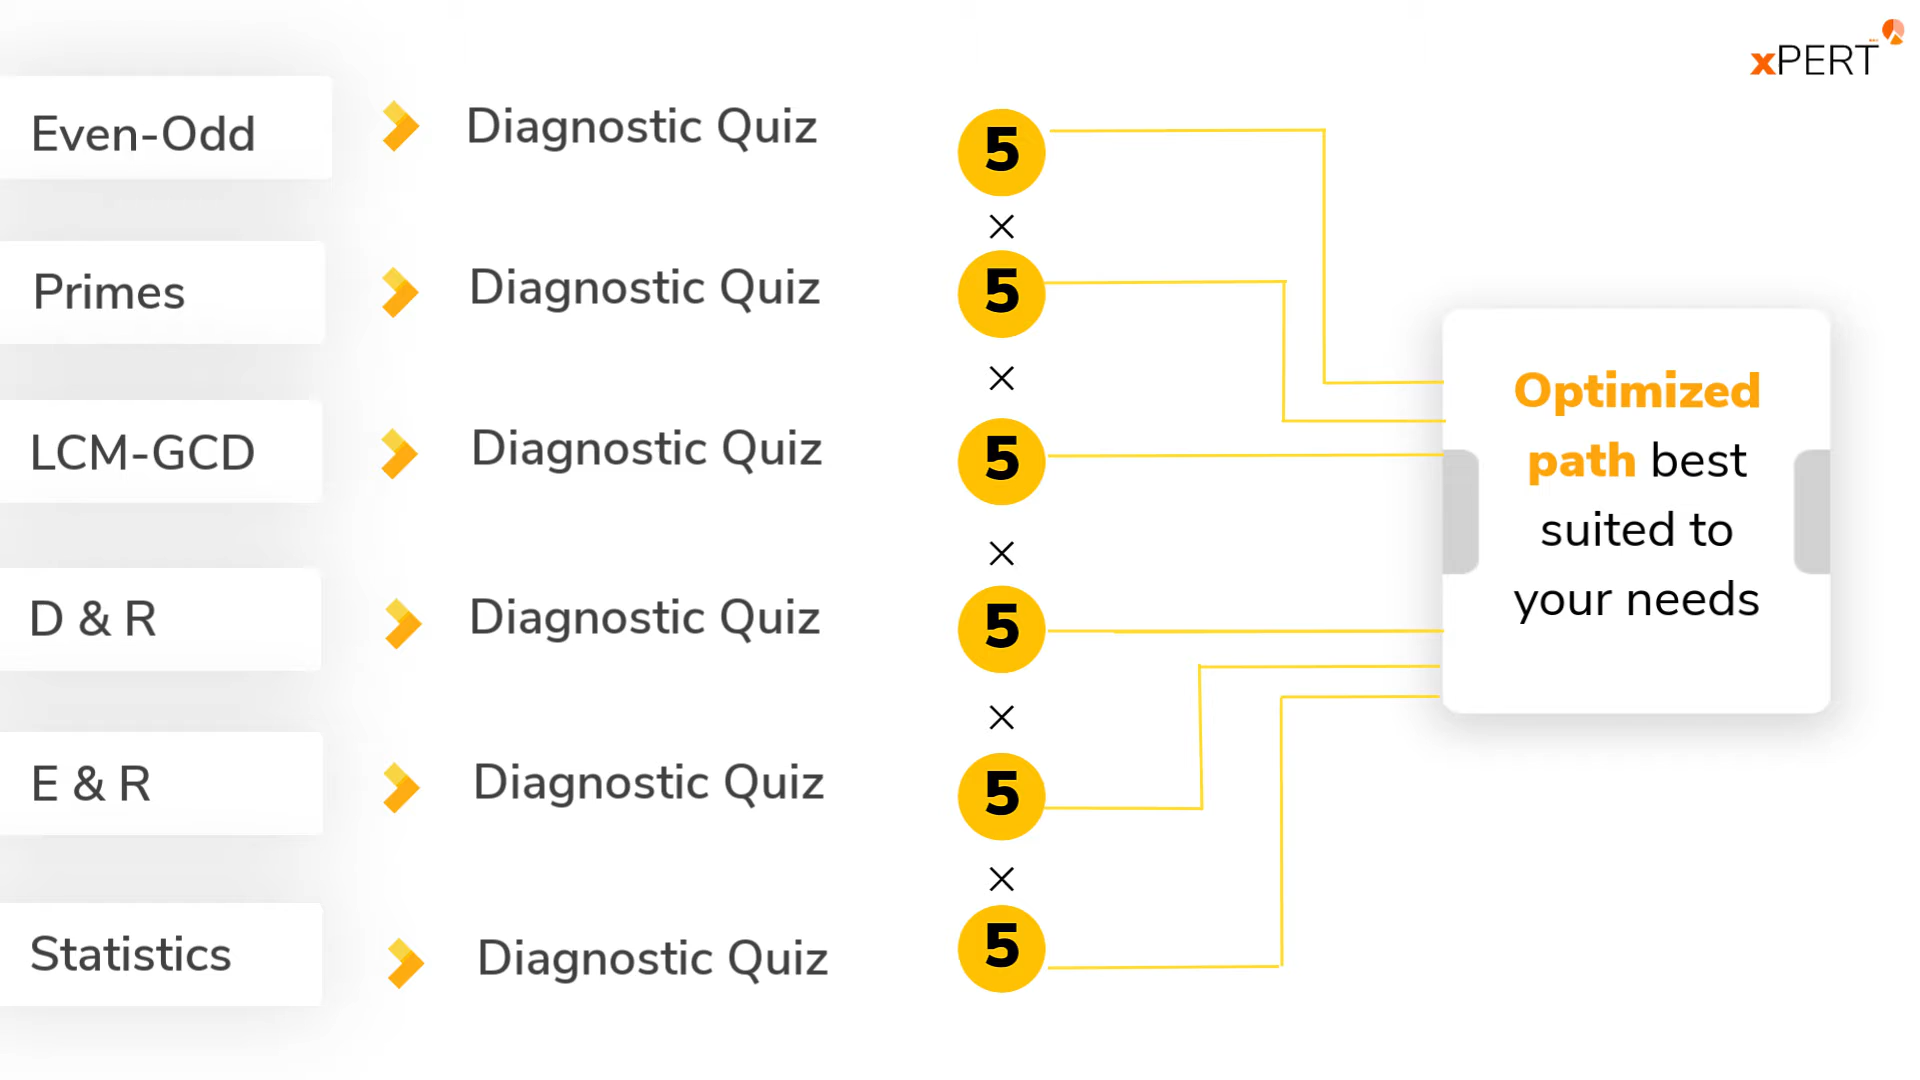 xPERT
Even-Odd
Diagnostic Quiz
5
×
Primes
Diagnostic Quiz
5
×
LCM-GCD
Diagnostic Quiz
5
×
D & R
Diagnostic Quiz
5
×
E & R
Diagnostic Quiz
5
×
Statistics
Diagnostic Quiz
5
Optimized
path best
suited to
your needs